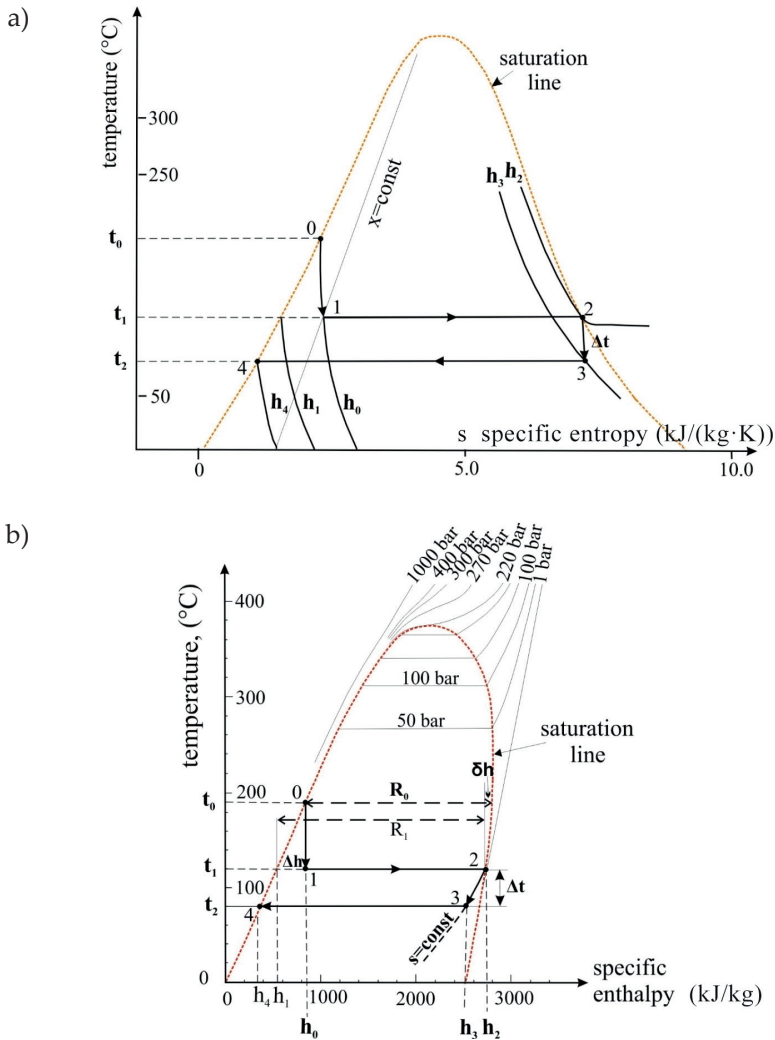 a)
temperature (°C)
saturation
line
300
250
50
t₀
t₁
t₂
0
1
2
3
4
x=const
h₃ h₂
Δt
h₄
h₁
h₀
s specific entropy (kJ/(kg·K))
0
5.0
10.0
b)
temperature, (°C)
1000 bar
400 bar
300 bar
270 bar
220 bar
100 bar
1 bar
400
300
200
100
0
100 bar
50 bar
saturation
line
δh
t₀
0
R₀
R₁
t₁
Δh
1
2
Δt
t₂
4
3
s=const
0
1000
2000
3000
specific
enthalpy (kJ/kg)
h₄ h₁
h₀
h₃ h₂